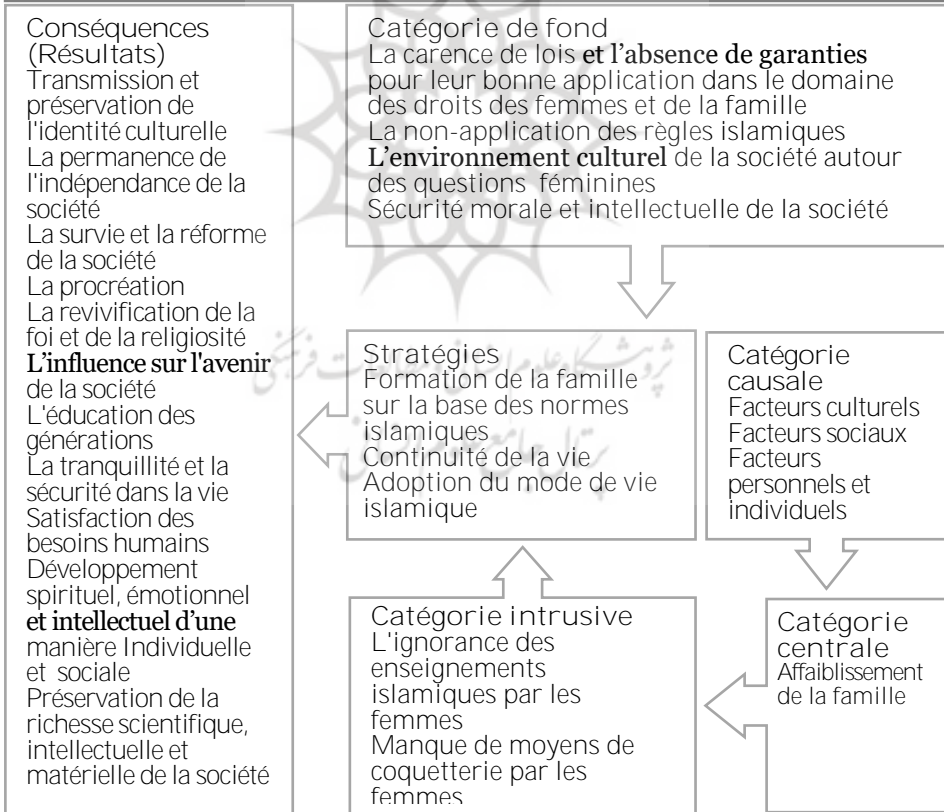 Conséquences
(Résultats)
Transmission et
préservation de
l'identité culturelle
La permanence de
l'indépendance de la
société
La survie et la réforme
de la société
La procréation
La revivification de la
foi et de la religiosité
L’influence sur l'avenir
de la société
L'éducation des
générations
La tranquillité et la
sécurité dans la vie
Satisfaction des
besoins humains
Développement
spirituel, émotionnel
et intellectuel d’une
manière Individuelle
et sociale
Préservation de la
richesse scientifique,
intellectuelle et
matérielle de la société
Catégorie de fond
La carence de lois et l’absence de garanties
pour leur bonne application dans le domaine
des droits des femmes et de la famille
La non-application des règles islamiques
L’environnement culturel de la société autour
des questions féminines
Sécurité morale et intellectuelle de la société
Stratégies
Formation de la famille
sur la base des normes
islamiques
Continuité de la vie
Adoption du mode de vie
islamique
Catégorie
causale
Facteurs culturels
Facteurs sociaux
Facteurs
personnels et
individuels
Catégorie intrusive
L'ignorance des
enseignements
islamiques par les
femmes
Manque de moyens de
coquetterie par les
femmes
Catégorie
centrale
Affaiblissement
de la famille
پژوهشگاه علوم انسانی و مطالعات فرهنگی
پرتال جامع علوم انسانی